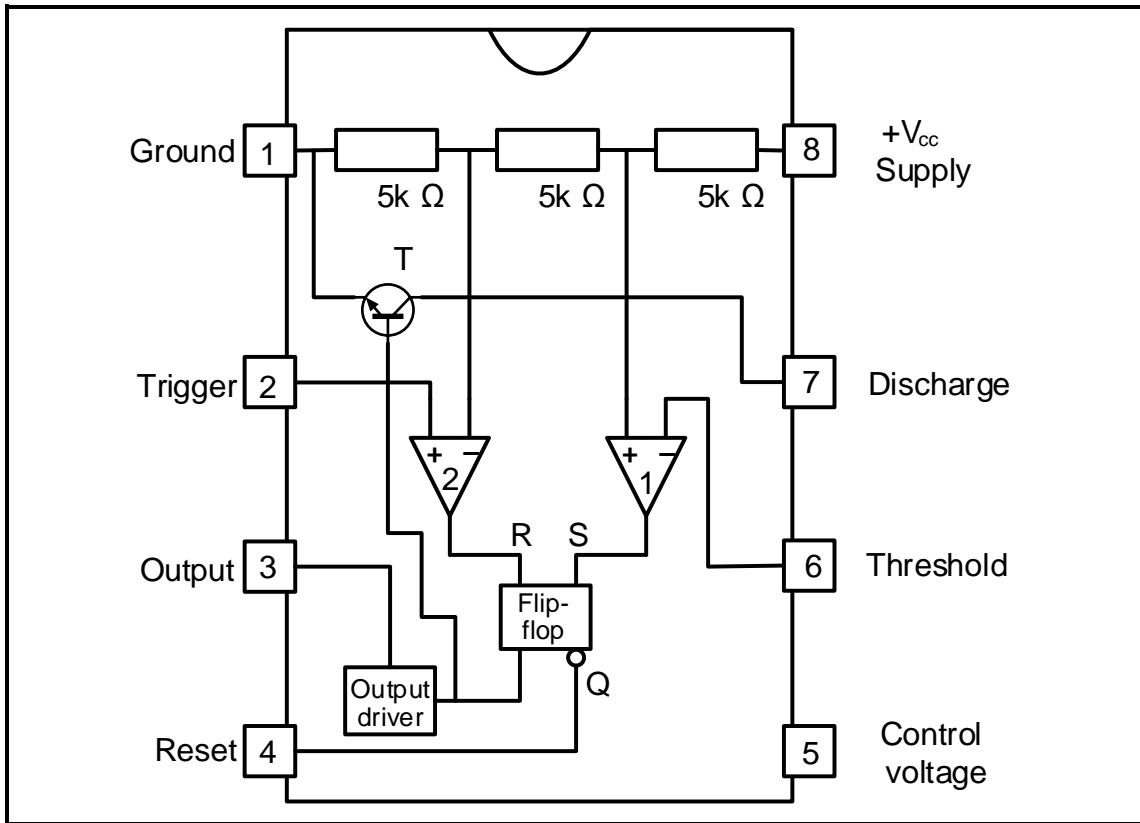 Ground
1
8
+Vcc
Supply
5k Ω
5k Ω
5k Ω
T
Trigger
2
7
Discharge
+ −
2
+ −
1
R
S
Output
3
6
Threshold
Flip-
flop
Q
Output
driver
Reset
4
5
Control
voltage